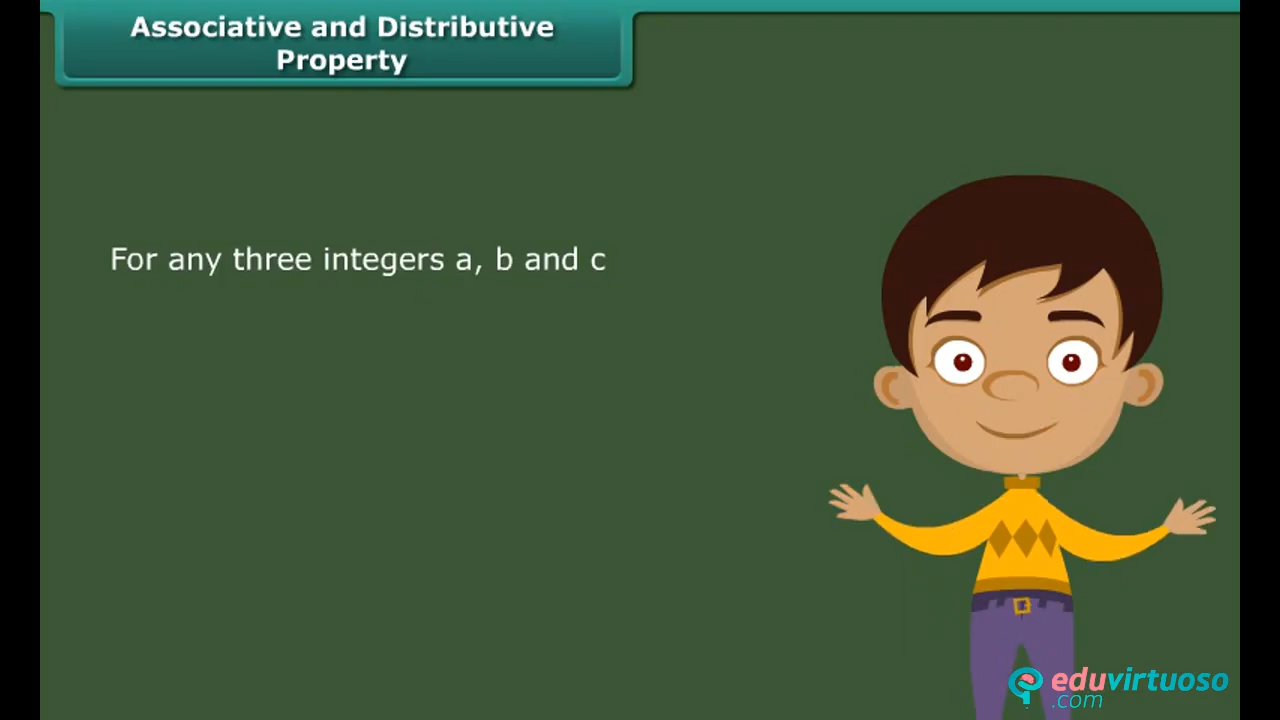 Associative and Distributive
Property
For any three integers a, b and c
eduvirtuoso
.com